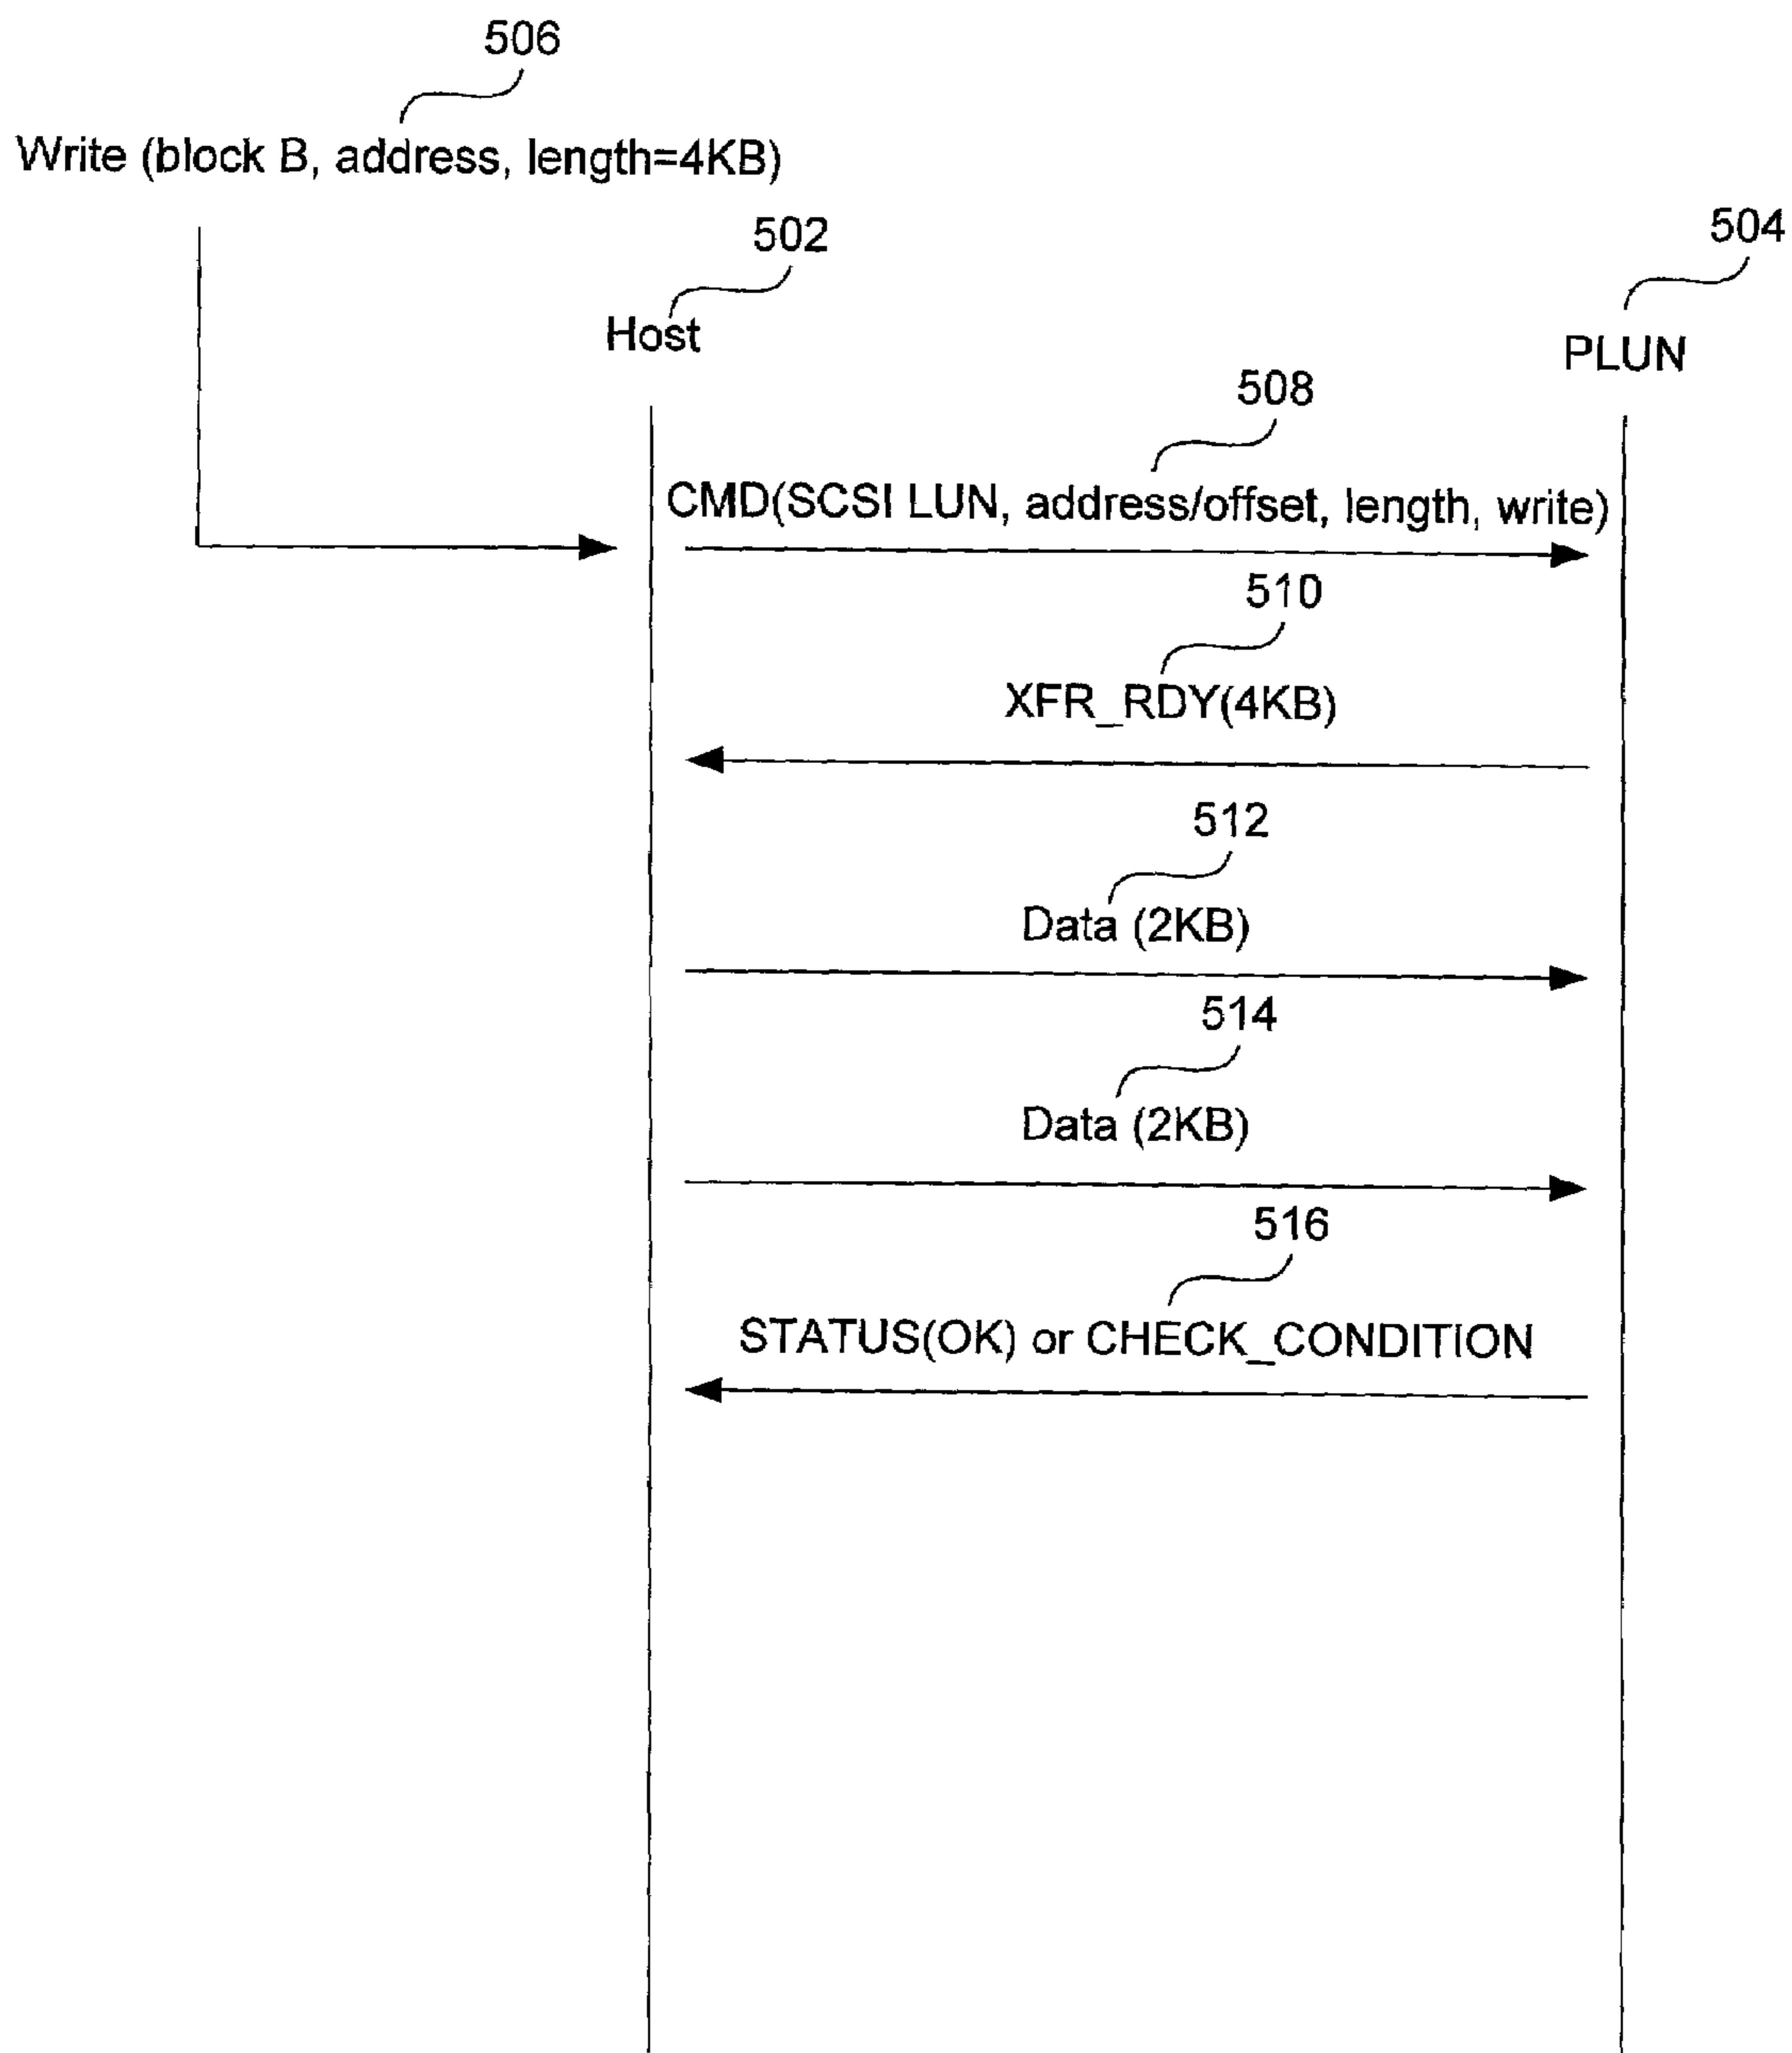 506
Write (block B, address, length=4KB)
502
504
Host
PLUN
508
CMD(SCSI LUN, address/offset, length, write)
510
XFR_RDY(4KB)
512
Data (2KB)
514
Data (2KB)
516
STATUS(OK) or CHECK_CONDITION